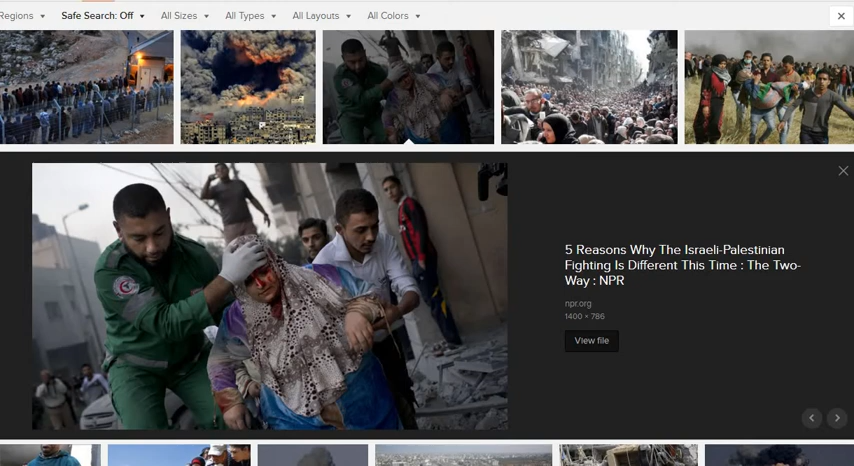 Regions
Safe Search: Off
All Sizes
All Types
All Layouts
All Colors
5 Reasons Why The Israeli-Palestinian
Fighting Is Different This Time : The Two-
Way : NPR
npr.org
1400 × 786
View file